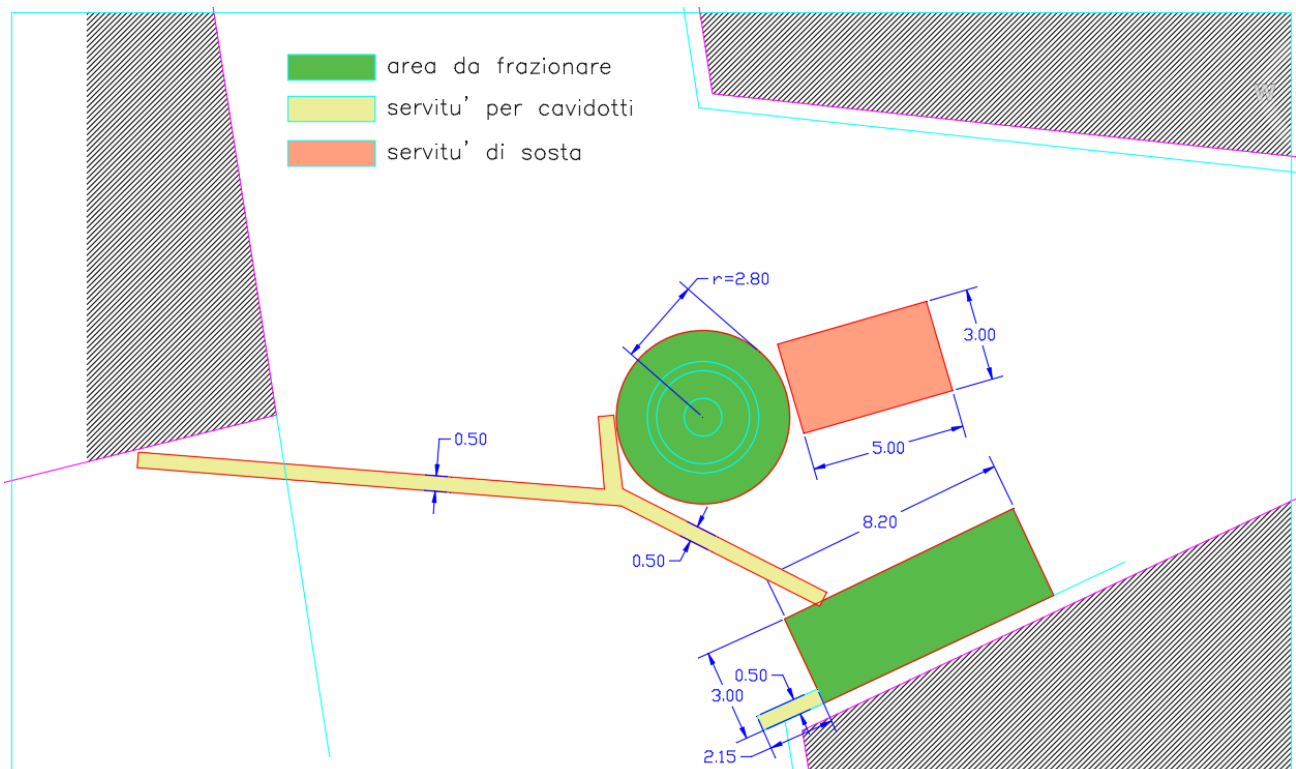 area da frazionare
servitu' per cavidotti
servitu' di sosta
W
r=2.80
3.00
0.50
5.00
8.20
0.50
0.50
3.00
2.15